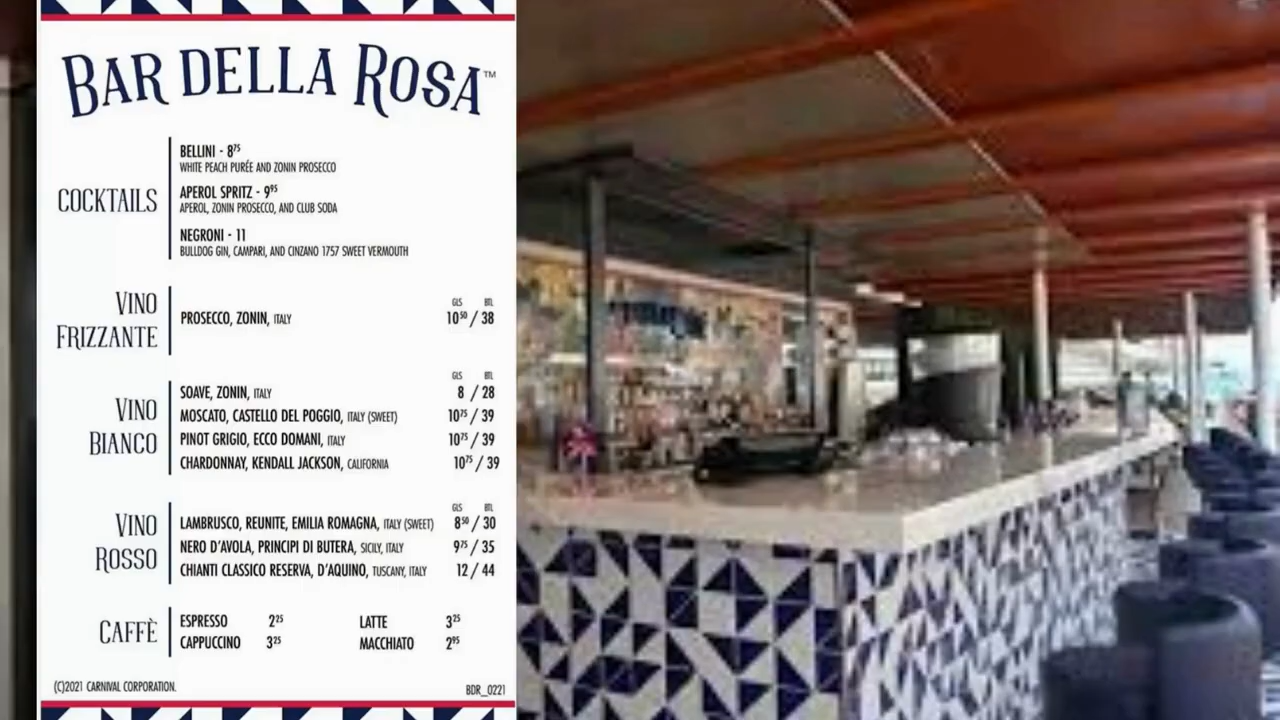 BAR DELLA ROSA™
COCKTAILS
BELLINI - 8⁷⁵
WHITE PEACH PURÉE AND ZONIN PROSECCO
APEROL SPRITZ - 9⁹⁵
APEROL, ZONIN PROSECCO, AND CLUB SODA
NEGRONI - 11
BULLDOG GIN, CAMPARI, AND CINZANO 1757 SWEET VERMOUTH
VINO
FRIZZANTE
GLS BTL
PROSECCO, ZONIN, ITALY 10⁵⁰ / 38
VINO
BIANCO
GLS BTL
SOAVE, ZONIN, ITALY 8 / 28
MOSCATO, CASTELLO DEL POGGIO, ITALY (SWEET) 10⁷⁵ / 39
PINOT GRIGIO, ECCO DOMANI, ITALY 10⁷⁵ / 39
CHARDONNAY, KENDALL JACKSON, CALIFORNIA 10⁷⁵ / 39
VINO
ROSSO
GLS BTL
LAMBRUSCO, REUNITE, EMILIA ROMAGNA, ITALY (SWEET) 8⁵⁰ / 30
NERO D'AVOLA, PRINCIPI DI BUTERA, SICILY, ITALY 9⁷⁵ / 35
CHIANTI CLASSICO RESERVA, D'AQUINO, TUSCANY, ITALY 12 / 44
CAFFÈ
ESPRESSO 2²⁵ LATTE 3²⁵
CAPPUCCINO 3²⁵ MACCHIATO 2⁹⁵
(C)2021 CARNIVAL CORPORATION. BDR_0221